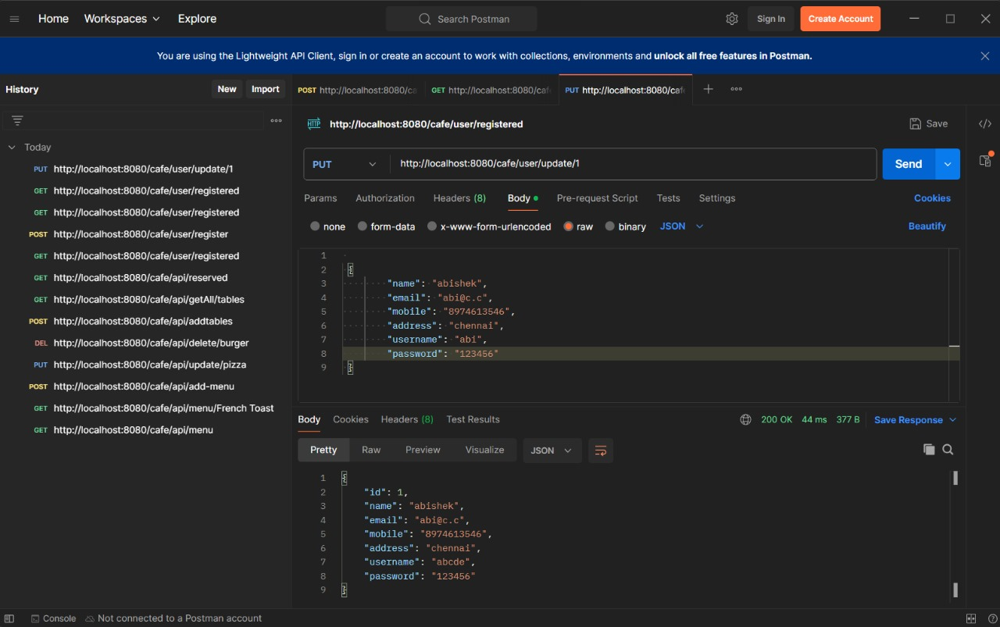 Home Workspaces Explore Search Postman Sign In Create Account
You are using the Lightweight API Client, sign in or create an account to work with collections, environments and unlock all free features in Postman.
History New Import
Today
PUT http://localhost:8080/cafe/user/update/1
GET http://localhost:8080/cafe/user/registered
GET http://localhost:8080/cafe/user/registered
POST http://localhost:8080/cafe/user/register
GET http://localhost:8080/cafe/user/registered
GET http://localhost:8080/cafe/api/reserved
GET http://localhost:8080/cafe/api/getAll/tables
POST http://localhost:8080/cafe/api/addtables
DEL http://localhost:8080/cafe/api/delete/burger
PUT http://localhost:8080/cafe/api/update/pizza
POST http://localhost:8080/cafe/api/add-menu
GET http://localhost:8080/cafe/api/menu/French Toast
GET http://localhost:8080/cafe/api/menu
POST http://localhost:8080/ca GET http://localhost:8080/caf PUT http://localhost:8080/caf
HTTP http://localhost:8080/cafe/user/registered Save
PUT http://localhost:8080/cafe/user/update/1 Send
Params Authorization Headers (8) Body Pre-request Script Tests Settings Cookies
none form-data x-www-form-urlencoded raw binary JSON Beautify
1
2 {
3 "name": "abishek",
4 "email": "abi@c.c",
5 "mobile": "8974613546",
6 "address": "chennai",
7 "username": "abi",
8 "password": "123456"
9 }
Body Cookies Headers (8) Test Results 200 OK 44 ms 377 B Save Response
Pretty Raw Preview Visualize JSON
1 {
2 "id": 1,
3 "name": "abishek",
4 "email": "abi@c.c",
5 "mobile": "8974613546",
6 "address": "chennai",
7 "username": "abcde",
8 "password": "123456"
9 }
Console Not connected to a Postman account